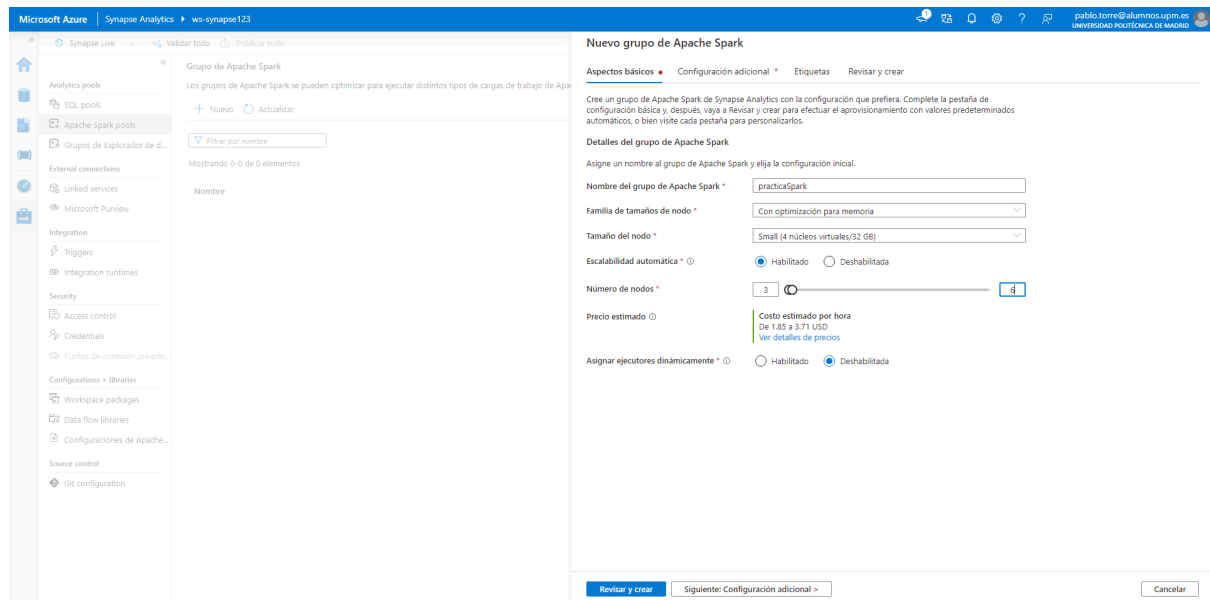 Microsoft Azure | Synapse Analytics ▸ ws-synapse123
1
pablo.torre@alumnos.upm.es
UNIVERSIDAD POLITÉCNICA DE MADRID
Synapse Live
Validar todo
Publicar todo
Analytics pools
SQL pools
Apache Spark pools
Grupos de Explorador de d...
External connections
Linked services
Microsoft Purview
Integration
Triggers
Integration runtimes
Security
Access control
Credentials
Puntos de conexión privado...
Configurations + libraries
Workspace packages
Data flow libraries
Configuraciones de Apache...
Source control
Git configuration
Grupo de Apache Spark
Los grupos de Apache Spark se pueden optimizar para ejecutar distintos tipos de cargas de trabajo de Apa
+ Nuevo Actualizar
Filtrar por nombre
Mostrando 0-0 de 0 elementos
Nombre
Nuevo grupo de Apache Spark
Aspectos básicos Configuración adicional * Etiquetas Revisar y crear
Cree un grupo de Apache Spark de Synapse Analytics con la configuración que prefiera. Complete la pestaña de
configuración básica y, después, vaya a Revisar y crear para efectuar el aprovisionamiento con valores predeterminados
automáticos, o bien visite cada pestaña para personalizarlos.
Detalles del grupo de Apache Spark
Asigne un nombre al grupo de Apache Spark y elija la configuración inicial.
Nombre del grupo de Apache Spark * practicaSpark
Familia de tamaños de nodo * Con optimización para memoria
Tamaño del nodo * Small (4 núcleos virtuales/32 GB)
Escalabilidad automática * Habilitado Deshabilitada
Número de nodos * 3 6
Precio estimado Costo estimado por hora
De 1.85 a 3.71 USD
Ver detalles de precios
Asignar ejecutores dinámicamente * Habilitado Deshabilitada
Revisar y crear Siguiente: Configuración adicional > Cancelar